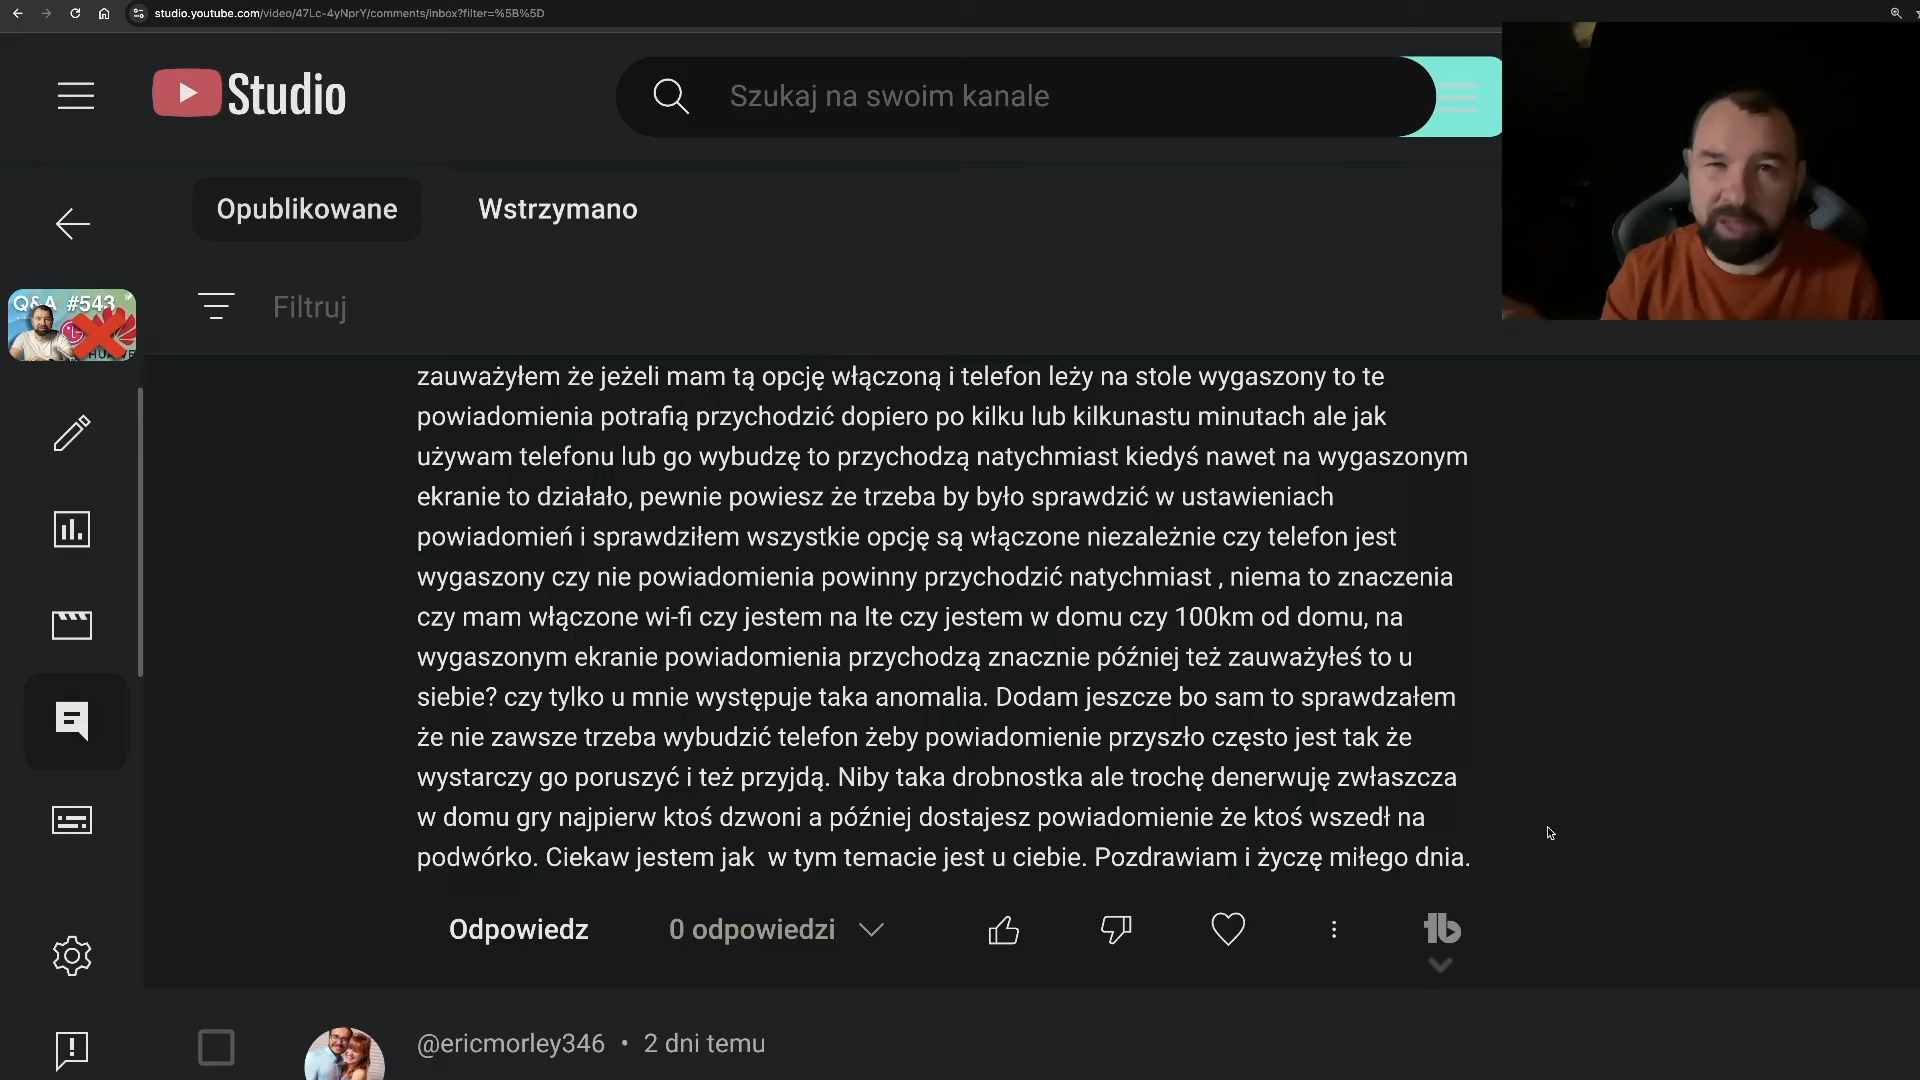 studio.youtube.com/video/47Lc-4yNprY/comments/inbox?filter=%5B%5D
Studio
Szukaj na swoim kanale
Opublikowane
Wstrzymano
Q&A #543
Filtruj
zauważyłem że jeżeli mam tą opcję włączoną i telefon leży na stole wygaszony to te
powiadomienia potrafią przychodzić dopiero po kilku lub kilkunastu minutach ale jak
używam telefonu lub go wybudzę to przychodzą natychmiast kiedyś nawet na wygaszonym
ekranie to działało, pewnie powiesz że trzeba by było sprawdzić w ustawieniach
powiadomień i sprawdziłem wszystkie opcję są włączone niezależnie czy telefon jest
wygaszony czy nie powiadomienia powinny przychodzić natychmiast , niema to znaczenia
czy mam włączone wi-fi czy jestem na lte czy jestem w domu czy 100km od domu, na
wygaszonym ekranie powiadomienia przychodzą znacznie później też zauważyłeś to u
siebie? czy tylko u mnie występuje taka anomalia. Dodam jeszcze bo sam to sprawdzałem
że nie zawsze trzeba wybudzić telefon żeby powiadomienie przyszło często jest tak że
wystarczy go poruszyć i też przyjdą. Niby taka drobnostka ale trochę denerwuję zwłaszcza
w domu gry najpierw ktoś dzwoni a później dostajesz powiadomienie że ktoś wszedł na
podwórko. Ciekaw jestem jak  w tym temacie jest u ciebie. Pozdrawiam i życzę miłego dnia.
Odpowiedz
0 odpowiedzi
@ericmorley346 • 2 dni temu